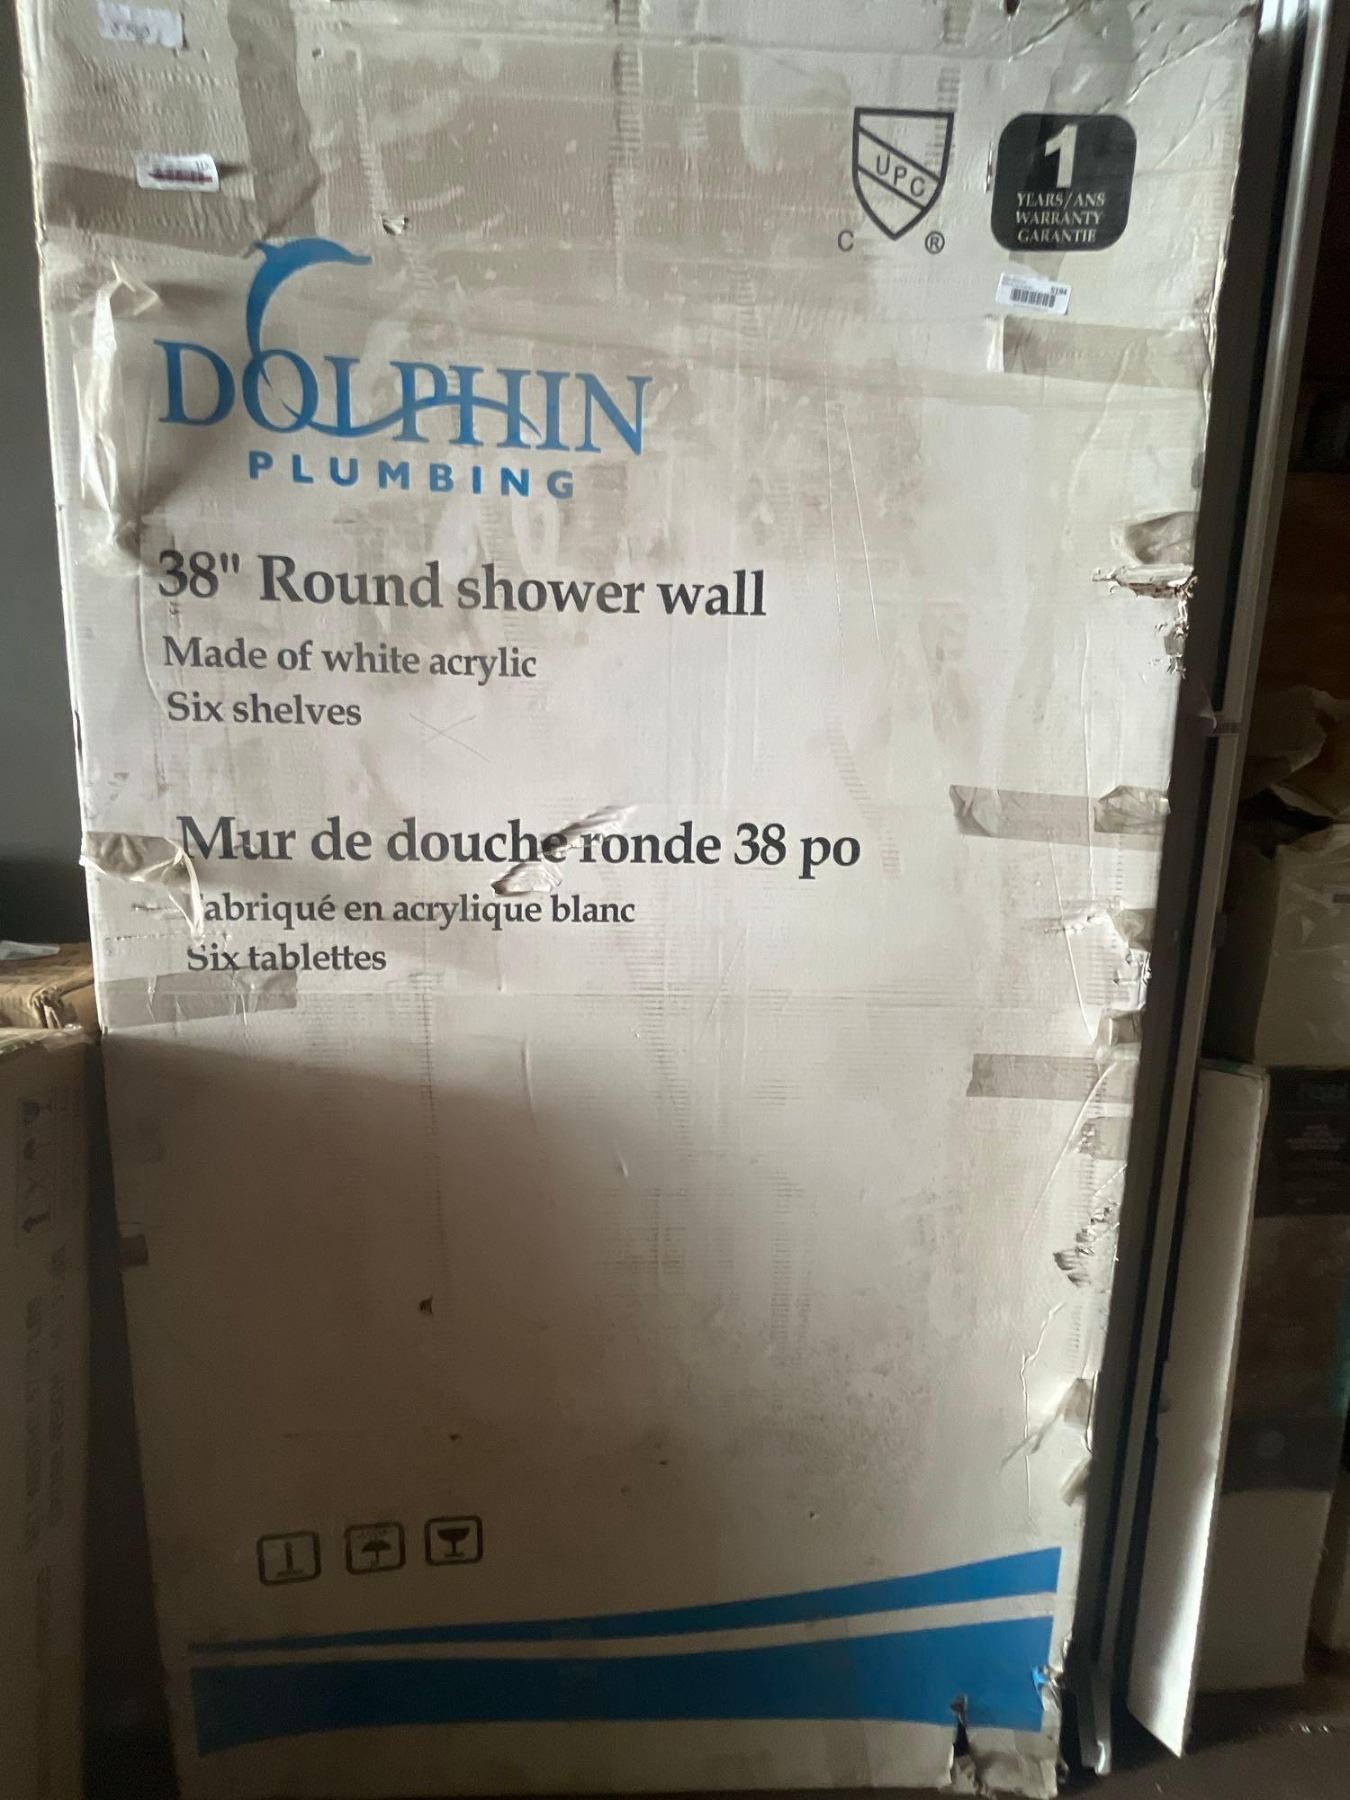 UPC
C ®
1
YEARS/ANS
WARRANTY
GARANTIE
DOLPHIN
PLUMBING
38" Round shower wall
Made of white acrylic
Six shelves
Mur de douche ronde 38 po
abriqué en acrylique blanc
Six tablettes